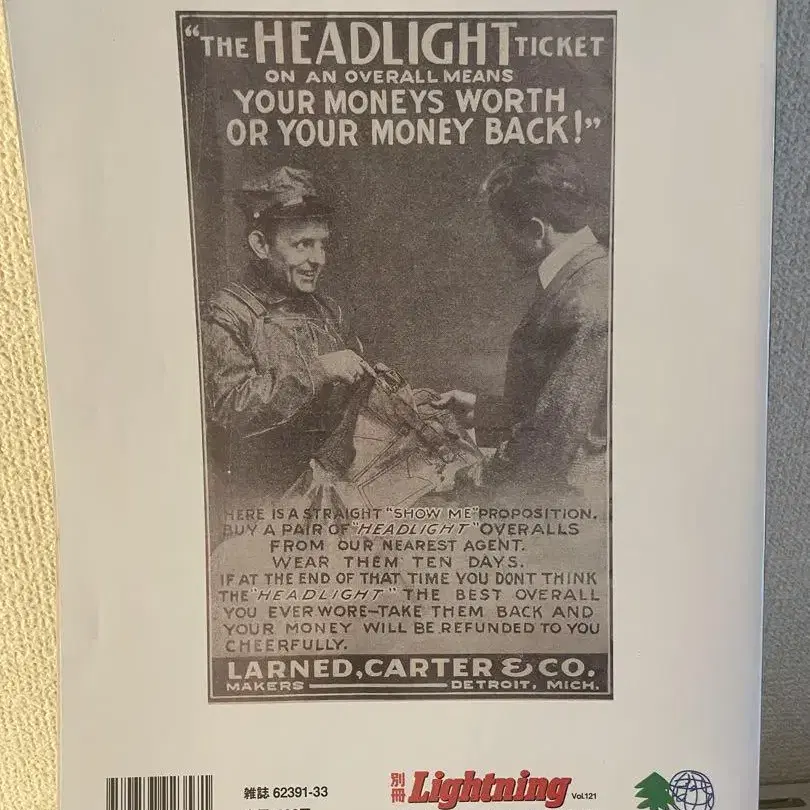 “THE HEADLIGHT TICKET
ON AN OVERALL MEANS
YOUR MONEYS WORTH
OR YOUR MONEY BACK!”
HERE IS A STRAIGHT "SHOW ME" PROPOSITION.
BUY A PAIR OF "HEADLIGHT" OVERALLS
FROM OUR NEAREST AGENT.
WEAR THEM TEN DAYS.
IF AT THE END OF THAT TIME YOU DONT THINK
THE "HEADLIGHT" THE BEST OVERALL
YOU EVER WORE—TAKE THEM BACK AND
YOUR MONEY WILL BE REFUNDED TO YOU
CHEERFULLY.
LARNED, CARTER & CO.
MAKERS DETROIT, MICH.
雑誌 62391-33
別冊 Lightning Vol.121